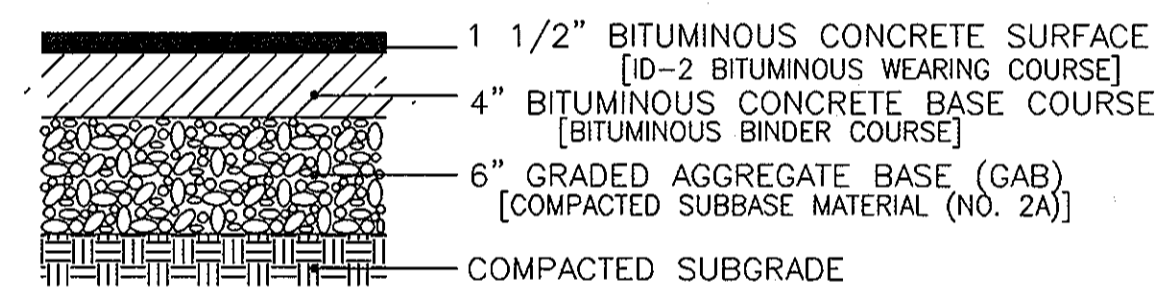 1 1/2" BITUMINOUS CONCRETE SURFACE
[ID-2 BITUMINOUS WEARING COURSE]
4" BITUMINOUS CONCRETE BASE COURSE
[BITUMINOUS BINDER COURSE]
6" GRADED AGGREGATE BASE (GAB)
[COMPACTED SUBBASE MATERIAL (NO. 2A)]
COMPACTED SUBGRADE